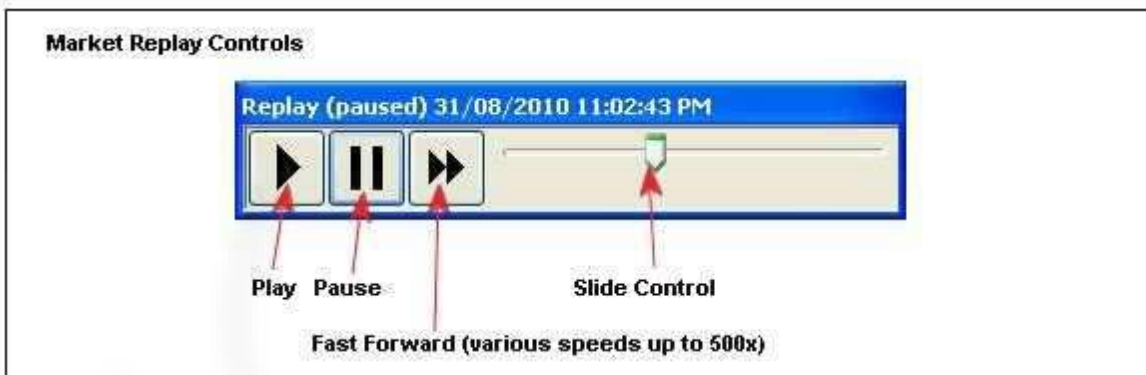 Market Replay Controls
Replay (paused) 31/08/2010 11:02:43 PM
Play Pause Slide Control
Fast Forward (various speeds up to 500x)